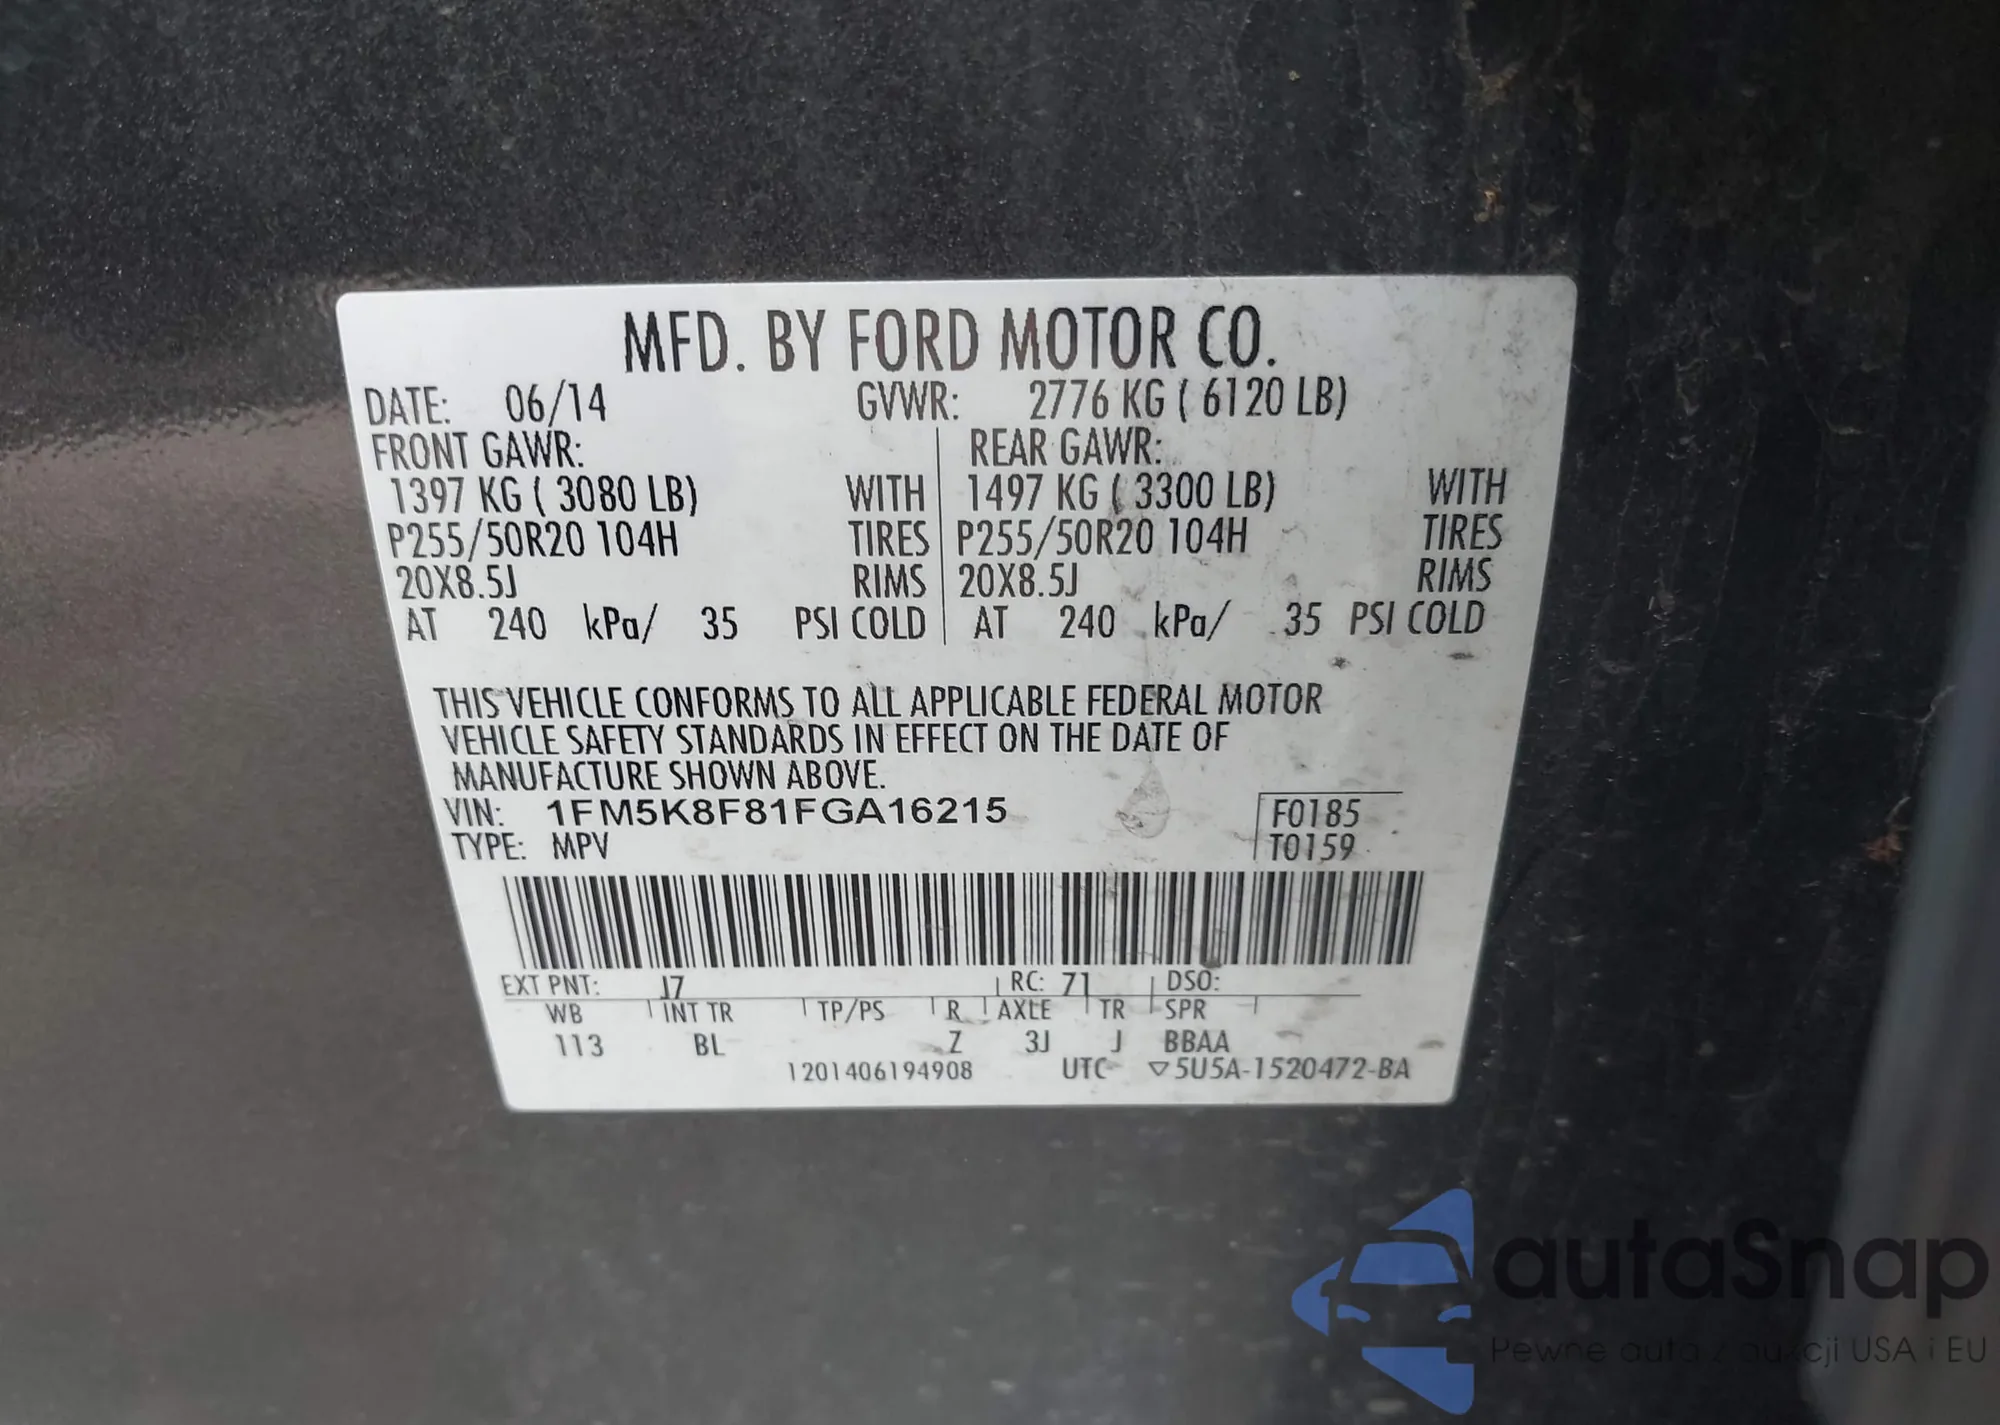 MFD. BY FORD MOTOR CO.
DATE: 06/14 GVWR: 2776 KG ( 6120 LB)
FRONT GAWR: REAR GAWR:
1397 KG ( 3080 LB) WITH 1497 KG ( 3300 LB) WITH
P255/50R20 104H TIRES P255/50R20 104H TIRES
20X8.5J RIMS 20X8.5J RIMS
AT 240 kPa/ 35 PSI COLD AT 240 kPa/ 35 PSI COLD
THIS VEHICLE CONFORMS TO ALL APPLICABLE FEDERAL MOTOR
VEHICLE SAFETY STANDARDS IN EFFECT ON THE DATE OF
MANUFACTURE SHOWN ABOVE.
VIN: 1FM5K8F81FGA16215 F0185
TYPE: MPV T0159
EXT PNT: J7 RC: 71 DSO:
WB INT TR TP/PS R AXLE TR SPR
113 BL Z 3J J BBAA
1201406194908 UTC ▽5U5A-1520472-BA
autaSnap
Pewne auta z aukcji USA i EU